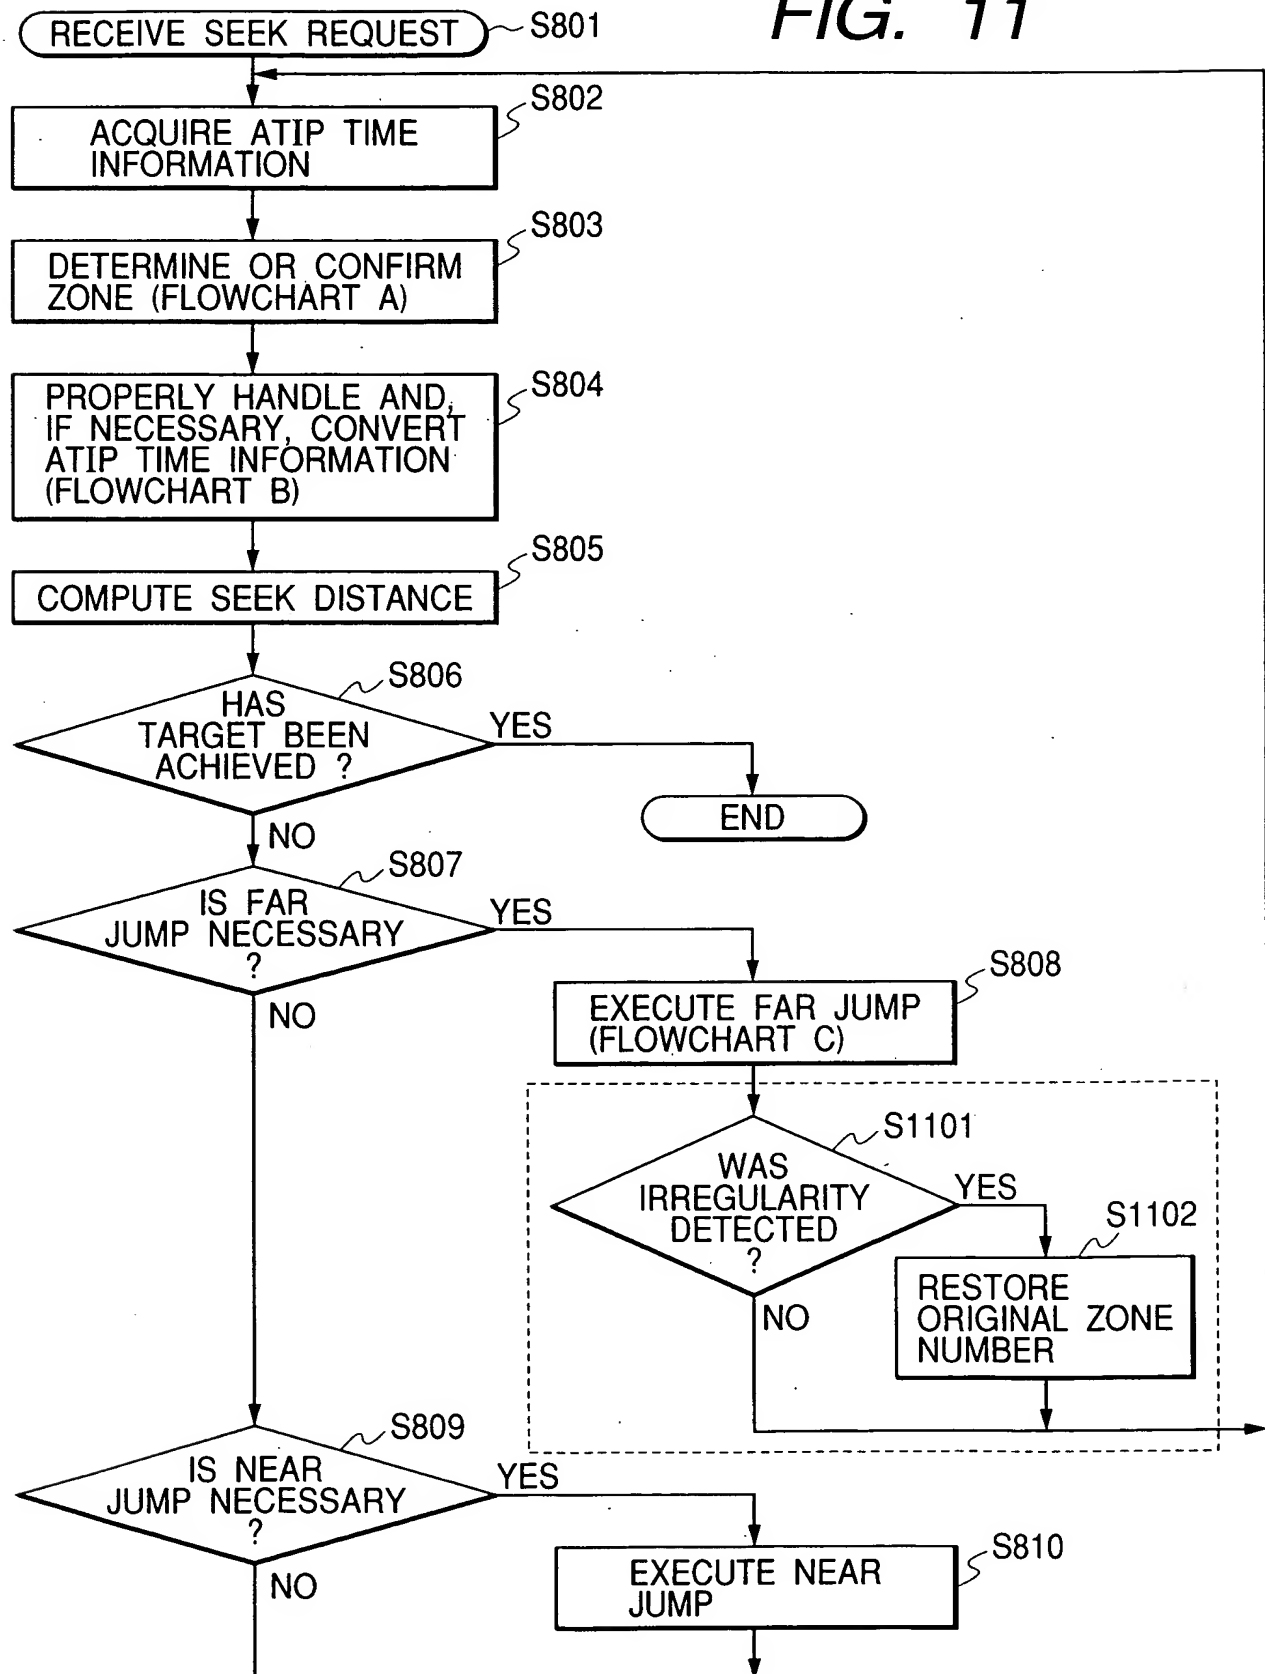 FIG. 11
RECEIVE SEEK REQUEST
S801
S802
ACQUIRE ATIP TIME
INFORMATION
S803
DETERMINE OR CONFIRM
ZONE (FLOWCHART A)
S804
PROPERLY HANDLE AND,
IF NECESSARY, CONVERT
ATIP TIME INFORMATION
(FLOWCHART B)
S805
COMPUTE SEEK DISTANCE
S806
HAS
TARGET BEEN
ACHIEVED ?
YES
END
NO
S807
IS FAR
JUMP NECESSARY
?
YES
NO
S808
EXECUTE FAR JUMP
(FLOWCHART C)
S1101
WAS
IRREGULARITY
DETECTED
?
YES
S1102
RESTORE
ORIGINAL ZONE
NUMBER
NO
S809
IS NEAR
JUMP NECESSARY
?
YES
NO
S810
EXECUTE NEAR
JUMP